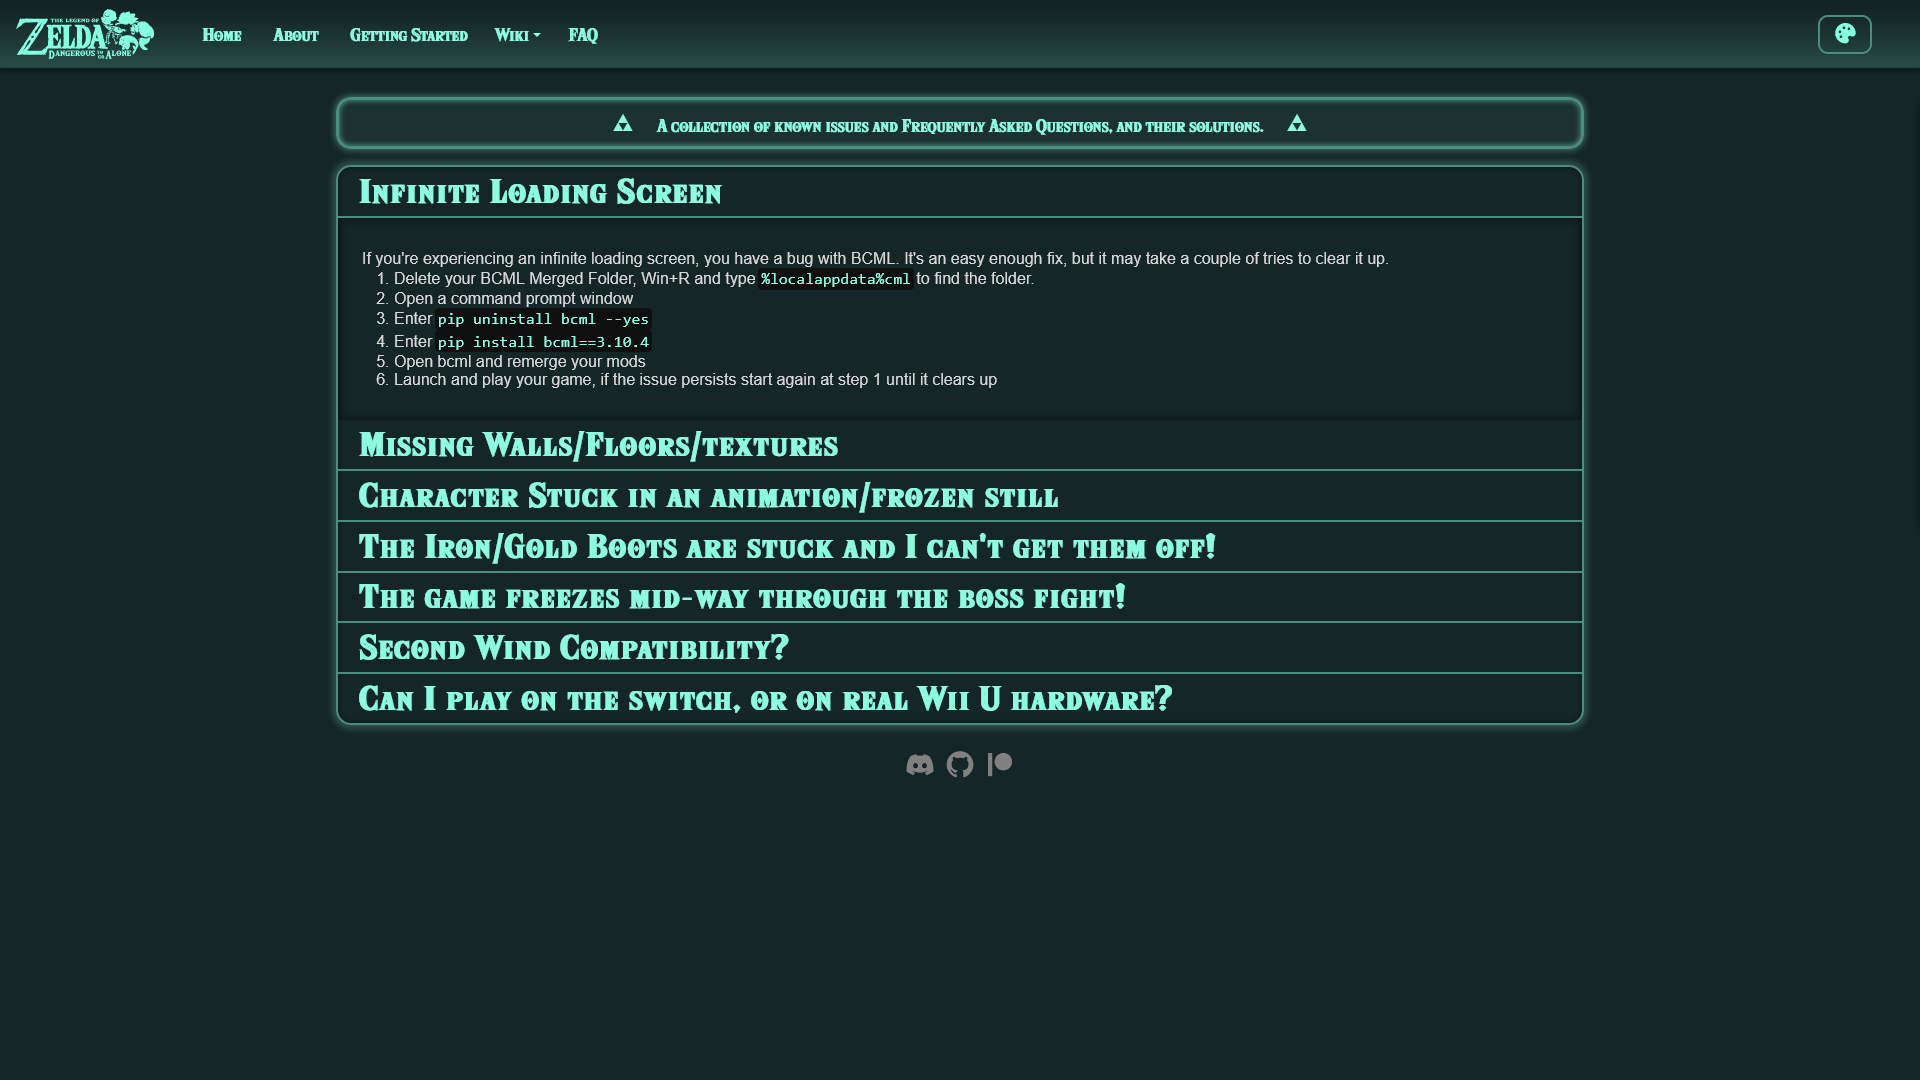 THE LEGEND OF
ZELDA
DANGEROUS TO GO ALONE
Home
About
Getting Started
Wiki
FAQ
A collection of known issues and Frequently Asked Questions, and their solutions.
Infinite Loading Screen
If you're experiencing an infinite loading screen, you have a bug with BCML. It's an easy enough fix, but it may take a couple of tries to clear it up.
1. Delete your BCML Merged Folder, Win+R and type %localappdata%cml to find the folder.
2. Open a command prompt window
3. Enter pip uninstall bcml --yes
4. Enter pip install bcml==3.10.4
5. Open bcml and remerge your mods
6. Launch and play your game, if the issue persists start again at step 1 until it clears up
Missing Walls/Floors/textures
Character Stuck in an animation/frozen still
The Iron/Gold Boots are stuck and I can't get them off!
The game freezes mid-way through the boss fight!
Second Wind Compatibility?
Can I play on the switch, or on real Wii U hardware?